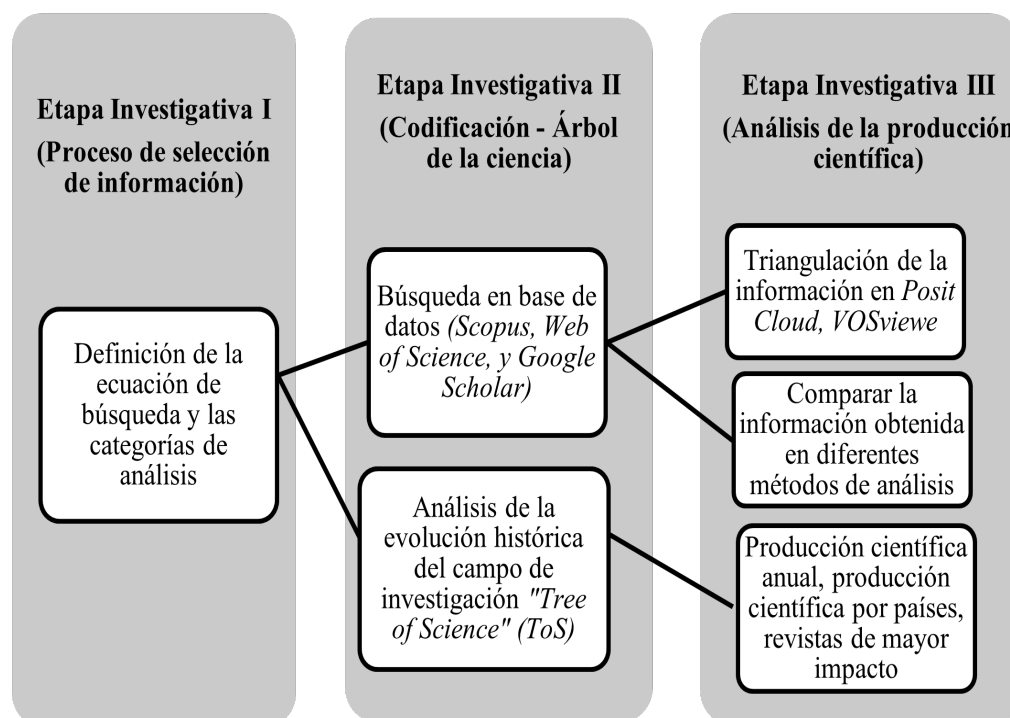 Etapa Investigativa I
(Proceso de selección
de información)
Definición de la
ecuación de
búsqueda y las
categorías de
análisis
Etapa Investigativa II
(Codificación - Árbol
de la ciencia)
Búsqueda en base de
datos (Scopus, Web
of Science, y Google
Scholar)
Análisis de la
evolución histórica
del campo de
investigación "Tree
of Science" (ToS)
Etapa Investigativa III
(Análisis de la producción
científica)
Triangulación de la
información en Posit
Cloud, VOSviewe
Comparar la
información obtenida
en diferentes
métodos de análisis
Producción científica
anual, producción
científica por países,
revistas de mayor
impacto